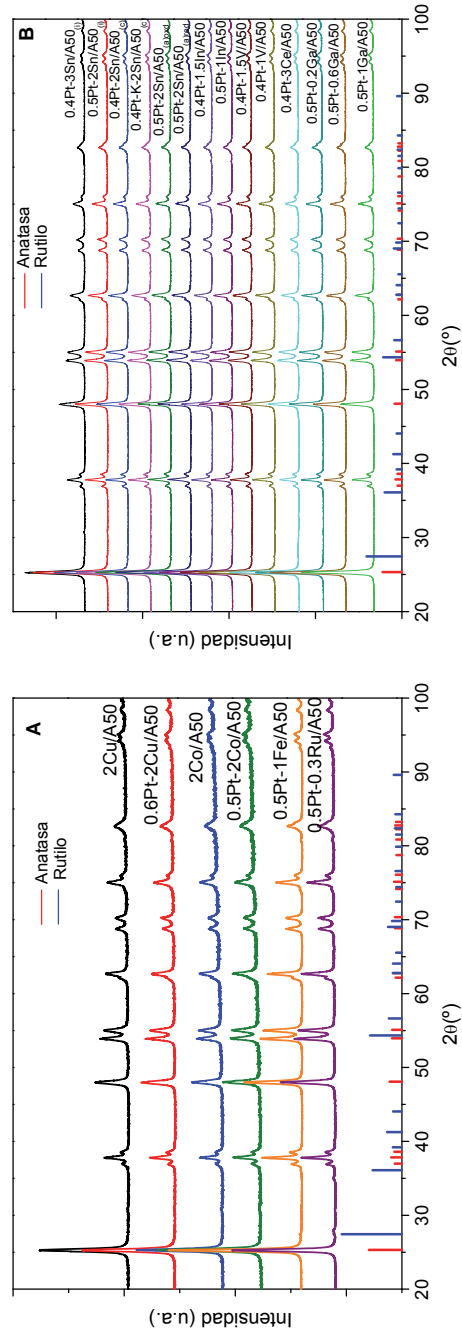 A
Anatasa
Rutilo
2Cu/A50
0.6Pt-2Cu/A50
2Co/A50
0.5Pt-2Co/A50
0.5Pt-1Fe/A50
0.5Pt-0.3Ru/A50
Intensidad (u.a.)
20 30 40 50 60 70 80 90 100
2θ(º)
B
Anatasa
Rutilo
0.4Pt-3Sn/A50(i)
0.5Pt-2Sn/A50(i)
0.4Pt-2Sn/A50(c)
0.4Pt-K-2Sn/A50(c)
0.5Pt-2Sn/A50
0.5Pt-2Sn/A50
0.4Pt-1.5In/A50
0.5Pt-1In/A50
0.4Pt-1.5V/A50
0.4Pt-1V/A50
0.4Pt-3Ce/A50
0.5Pt-0.2Ga/A50
0.5Pt-0.6Ga/A50
0.5Pt-1Ga/A50
Intensidad (u.a.)
20 30 40 50 60 70 80 90 100
2θ(º)